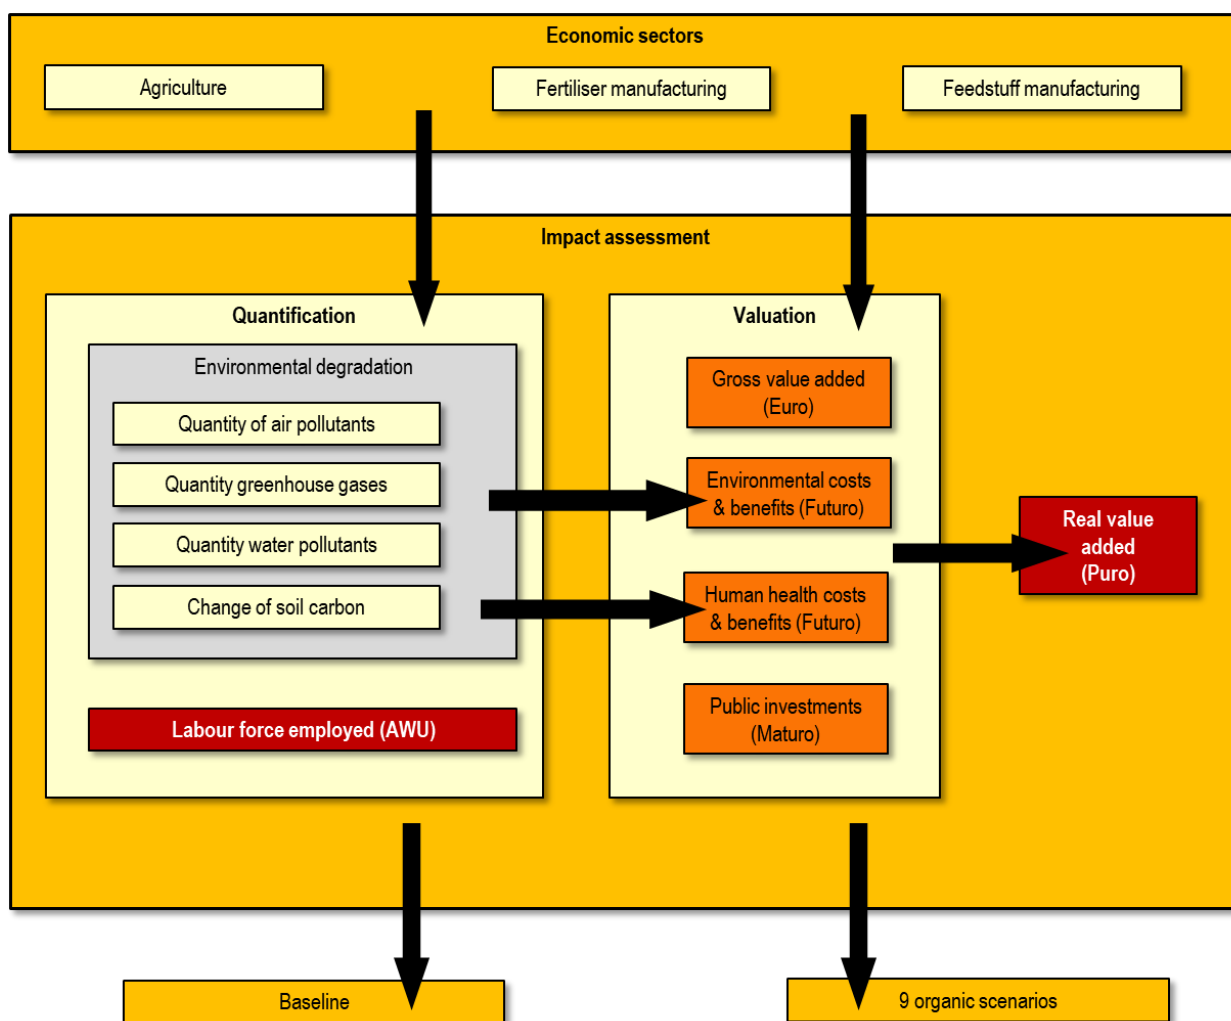 Economic sectors
Agriculture
Fertiliser manufacturing
Feedstuff manufacturing
Impact assessment
Quantification
Environmental degradation
Quantity of air pollutants
Quantity greenhouse gases
Quantity water pollutants
Change of soil carbon
Labour force employed (AWU)
Valuation
Gross value added
(Euro)
Environmental costs
& benefits (Futuro)
Human health costs
& benefits (Futuro)
Public investments
(Maturo)
Real value
added
(Puro)
Baseline
9 organic scenarios